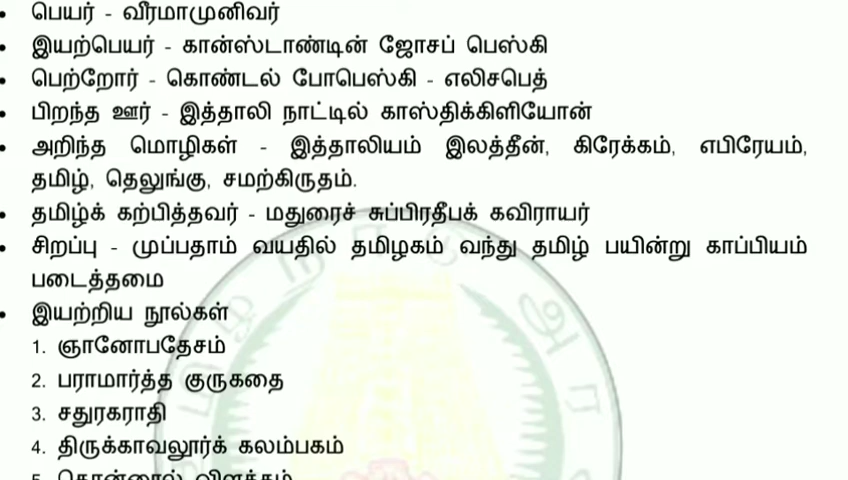 • பெயர் - வீரமாமுனிவர்
• இயற்பெயர் - கான்ஸ்டாண்டின் ஜோசப் பெஸ்கி
• பெற்றோர் - கொண்டல் போபெஸ்கி - எலிசபெத்
• பிறந்த ஊர் - இத்தாலி நாட்டில் காஸ்திக்கிளியோன்
• அறிந்த மொழிகள் - இத்தாலியம் இலத்தீன், கிரேக்கம், எபிரேயம்,
தமிழ், தெலுங்கு, சமற்கிருதம்.
• தமிழ்க் கற்பித்தவர் - மதுரைச் சுப்பிரதீபக் கவிராயர்
• சிறப்பு - முப்பதாம் வயதில் தமிழகம் வந்து தமிழ் பயின்று காப்பியம்
படைத்தமை
• இயற்றிய நூல்கள்
1. ஞானோபதேசம்
2. பராமார்த்த குருகதை
3. சதுரகராதி
4. திருக்காவலூர்க் கலம்பகம்
5. தொன்னூல் விளக்கம்